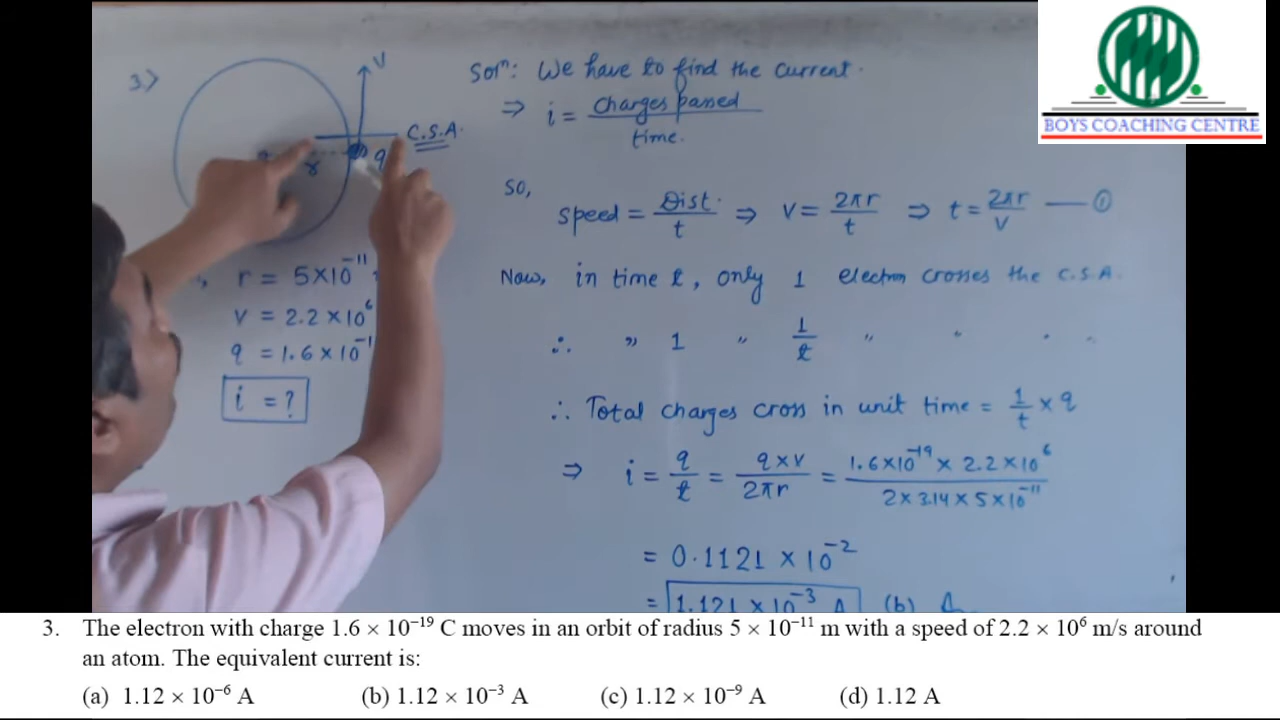 BOYS COACHING CENTRE
3)
V
C.S.A.
q
r
r = 5×10⁻¹¹
v = 2.2×10⁶
q = 1.6×10⁻¹
i = ?
Solⁿ: We have to find the current.
⇒ i = charges passed / time.
So,
Speed = Dist. / t ⇒ v = 2πr / t ⇒ t = 2πr / v —— ①
Now, in time t, only 1 electron crosses the C.S.A.
∴ " 1 " 1/t " " " "
∴ Total charges cross in unit time = 1/t × q
⇒ i = q/t = q×v / 2πr = 1.6×10⁻¹⁹ × 2.2×10⁶ / 2×3.14×5×10⁻¹¹
= 0.1121 × 10⁻²
= 1.121 × 10⁻³ A (b)
3. The electron with charge 1.6 × 10⁻¹⁹ C moves in an orbit of radius 5 × 10⁻¹¹ m with a speed of 2.2 × 10⁶ m/s around
an atom. The equivalent current is:
(a) 1.12 × 10⁻⁶ A (b) 1.12 × 10⁻³ A (c) 1.12 × 10⁻⁹ A (d) 1.12 A